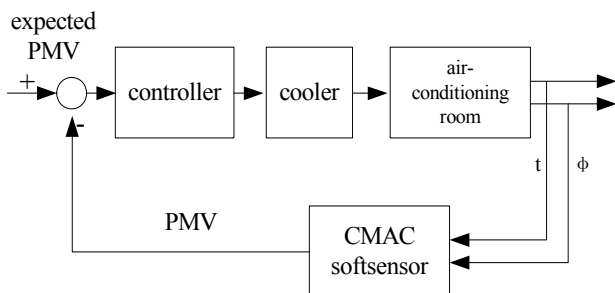 expected
PMV
+
-
controller
cooler
air-
conditioning
room
t
ϕ
PMV
CMAC
softsensor